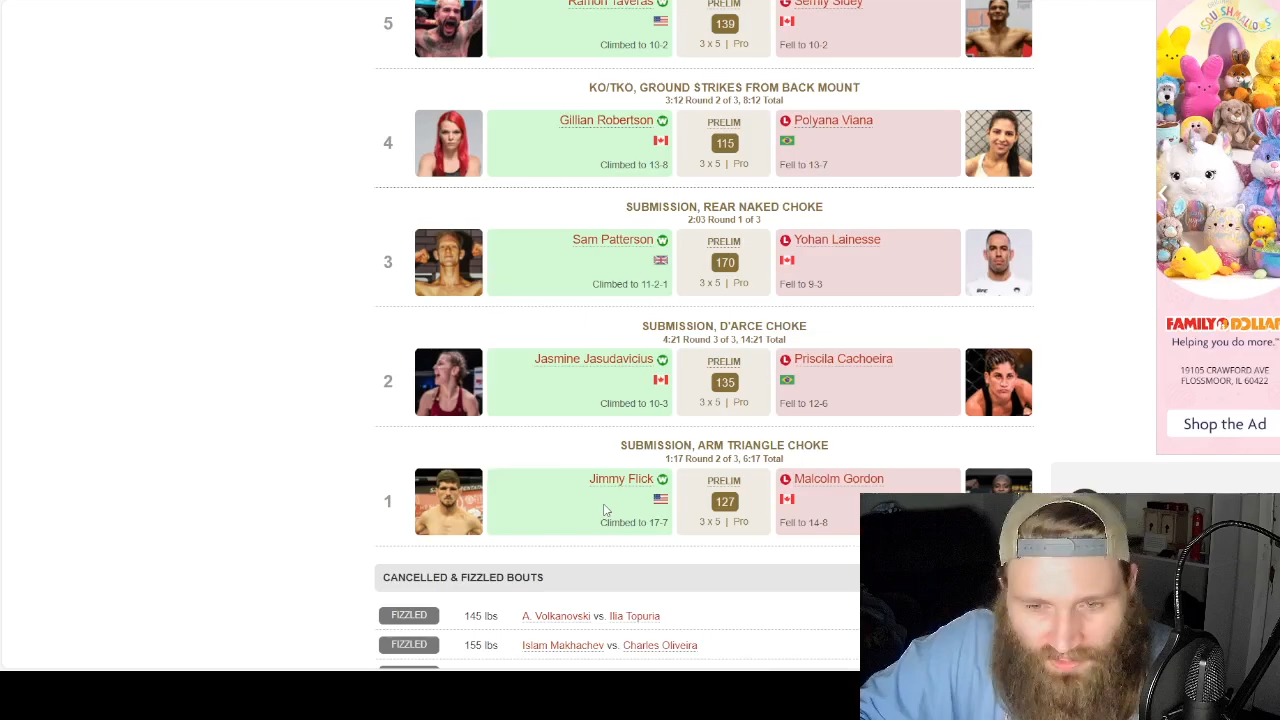 5
Ramon Taveras
PRELIM
139
3 x 5 | Pro
Serhiy Sidey
Climbed to 10-2
Fell to 10-2
KO/TKO, GROUND STRIKES FROM BACK MOUNT
3:12 Round 2 of 3, 8:12 Total
4
Gillian Robertson W
PRELIM
115
3 x 5 | Pro
L Polyana Viana
Climbed to 13-8
Fell to 13-7
SUBMISSION, REAR NAKED CHOKE
2:03 Round 1 of 3
3
Sam Patterson W
PRELIM
170
3 x 5 | Pro
L Yohan Lainesse
Climbed to 11-2-1
Fell to 9-3
SUBMISSION, D'ARCE CHOKE
4:21 Round 3 of 3, 14:21 Total
2
Jasmine Jasudavicius W
PRELIM
135
3 x 5 | Pro
L Priscila Cachoeira
Climbed to 10-3
Fell to 12-6
SUBMISSION, ARM TRIANGLE CHOKE
1:17 Round 2 of 3, 6:17 Total
1
Jimmy Flick W
PRELIM
127
3 x 5 | Pro
L Malcolm Gordon
Climbed to 17-7
Fell to 14-8
CANCELLED & FIZZLED BOUTS
FIZZLED 145 lbs A. Volkanovski vs. Ilia Topuria
FIZZLED 155 lbs Islam Makhachev vs. Charles Oliveira
SQUISHMALLOWS
FAMILY DOLLAR
Helping you do more.
19105 CRAWFORD AVE
FLOSSMOOR, IL 60422
Shop the Ad